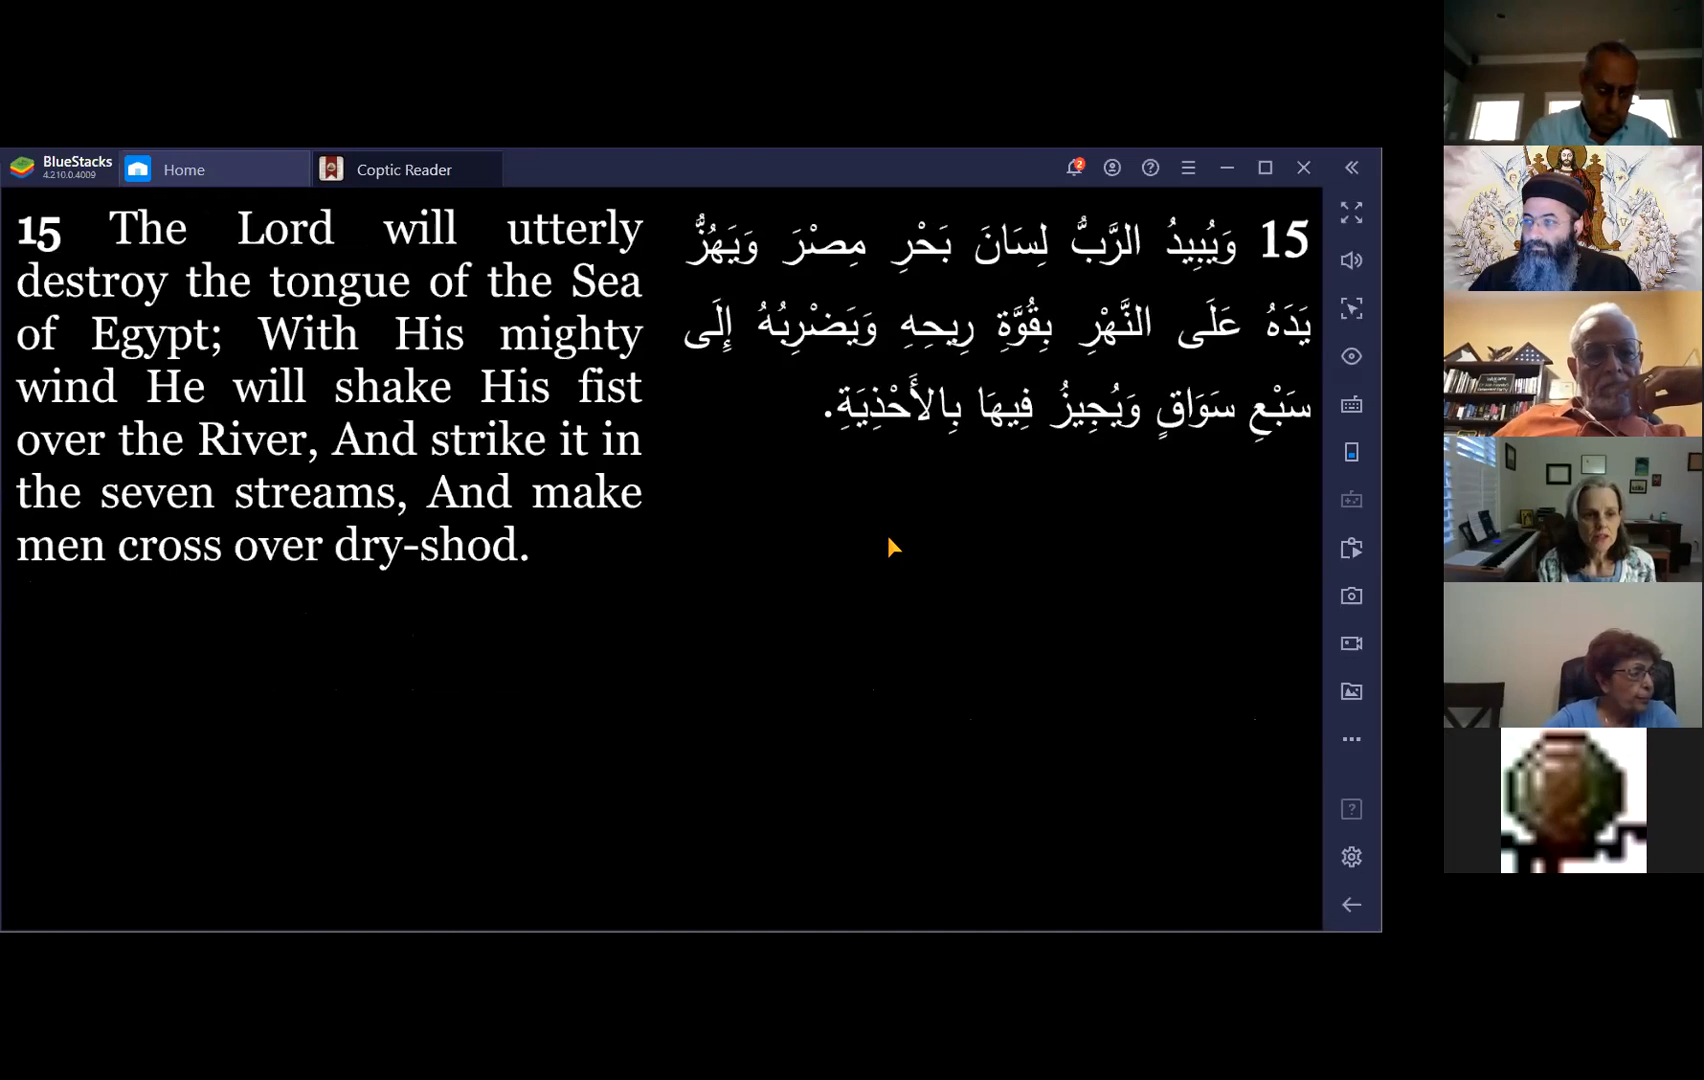 BlueStacks
4.210.0.4009
Home
Coptic Reader
2
15 The Lord will utterly
destroy the tongue of the Sea
of Egypt; With His mighty
wind He will shake His fist
over the River, And strike it in
the seven streams, And make
men cross over dry-shod.
15 وَيُبِيدُ الرَّبُّ لِسَانَ بَحْرِ مِصْرَ وَيَهُزُّ
يَدَهُ عَلَى النَّهْرِ بِقُوَّةِ رِيحِهِ وَيَضْرِبُهُ إِلَى
سَبْعِ سَوَاقٍ وَيُجِيزُ فِيهَا بِالأَحْذِيَةِ.